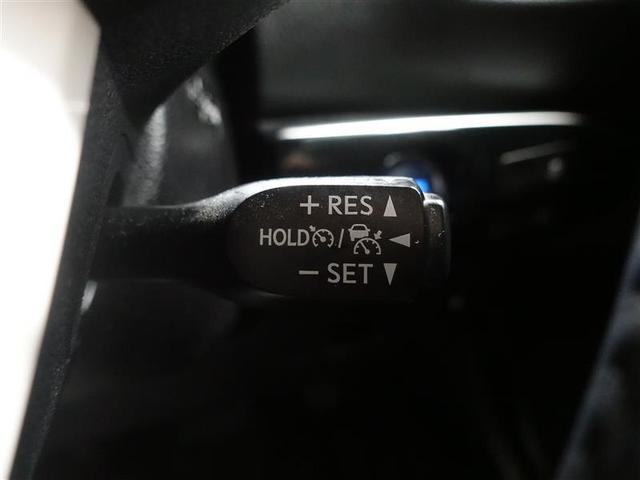 + RES ▲
HOLD / ◀
− SET ▼